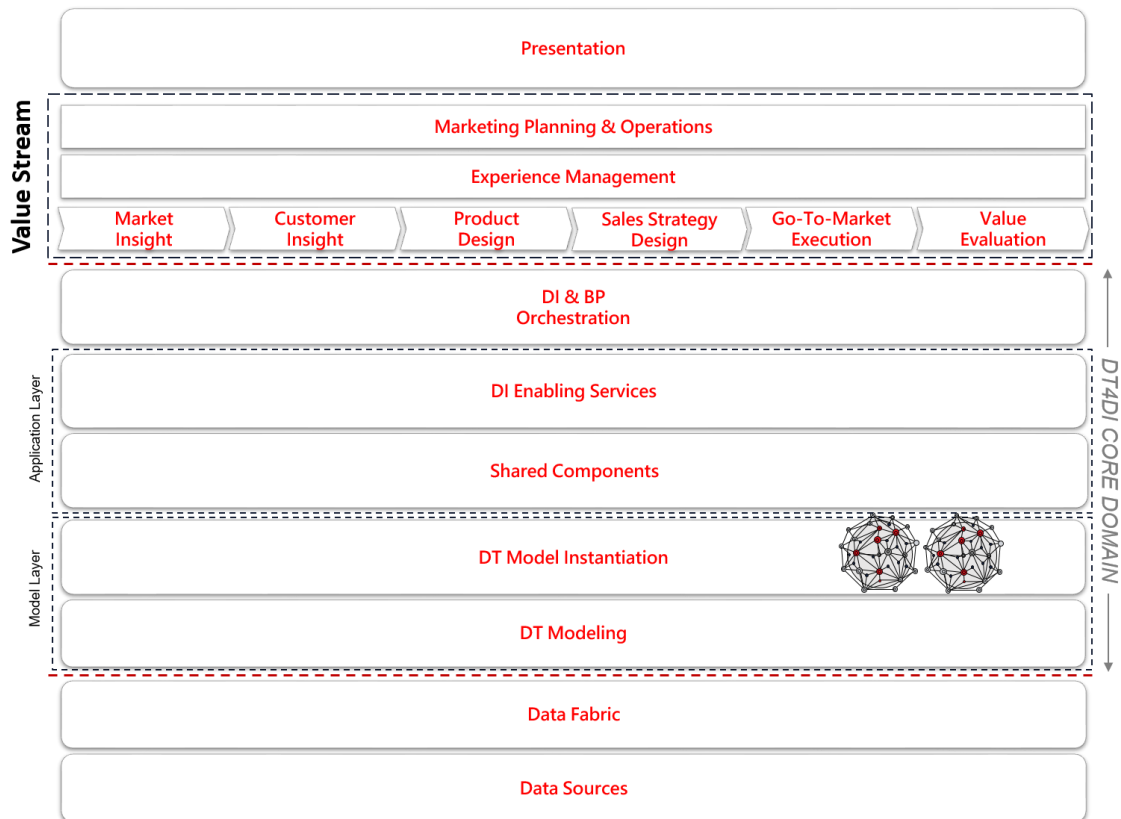 Presentation
Value Stream
Marketing Planning & Operations
Experience Management
Market
Insight
Customer
Insight
Product
Design
Sales Strategy
Design
Go-To-Market
Execution
Value
Evaluation
DI & BP
Orchestration
DT4DI CORE DOMAIN
Application Layer
DI Enabling Services
Shared Components
Model Layer
DT Model Instantiation
DT Modeling
Data Fabric
Data Sources